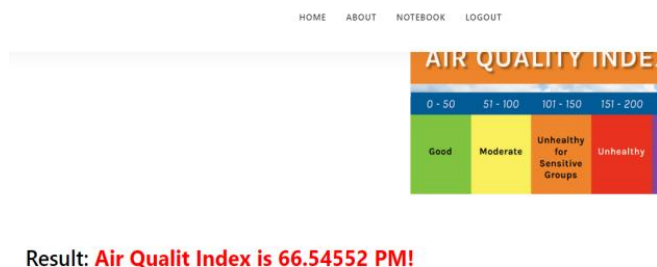 HOME ABOUT NOTEBOOK LOGOUT
AIR QUALITY INDEX
0 - 50 51 - 100 101 - 150 151 - 200
Good Moderate Unhealthy for Sensitive Groups Unhealthy
Result: Air Qualit Index is 66.54552 PM!